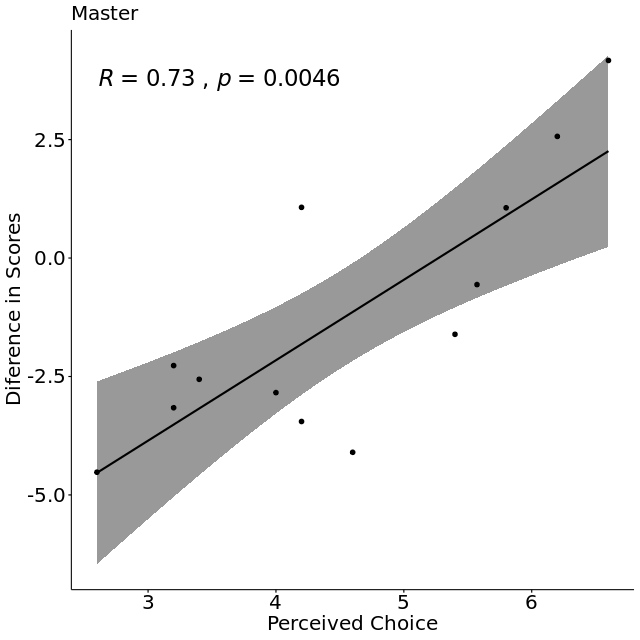 Master
R = 0.73 , p = 0.0046
Diference in Scores
2.5
0.0
-2.5
-5.0
3 4 5 6
Perceived Choice